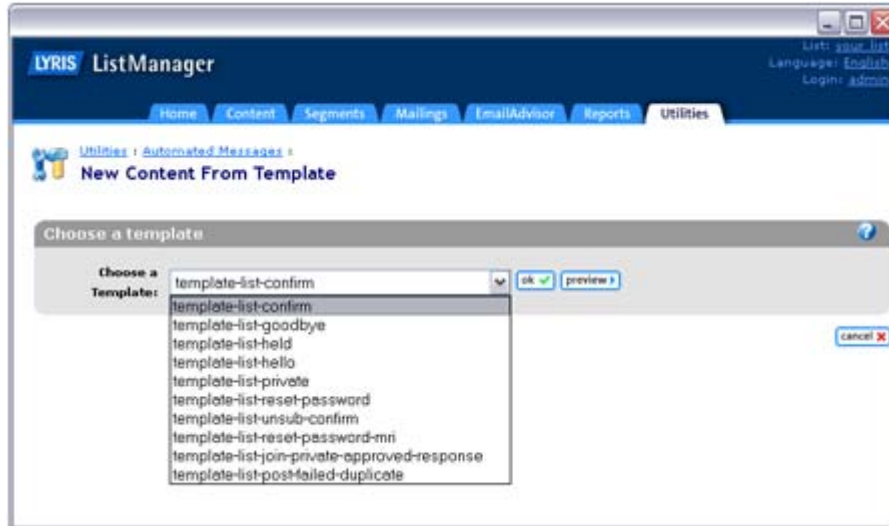 List: your_list
Language: English
LYRIS ListManager
Login: admin
Home Content Segments Mailings EmailAdvisor Reports Utilities
Utilities : Automated Messages :
New Content From Template
Choose a template
Choose a
Template:
template-list-confirm
ok
preview
template-list-confirm
template-list-goodbye
template-list-held
template-list-hello
template-list-private
template-list-reset-password
template-list-unsub-confirm
template-list-reset-password-mri
template-list-join-private-approved-response
template-list-post-failed-duplicate
cancel